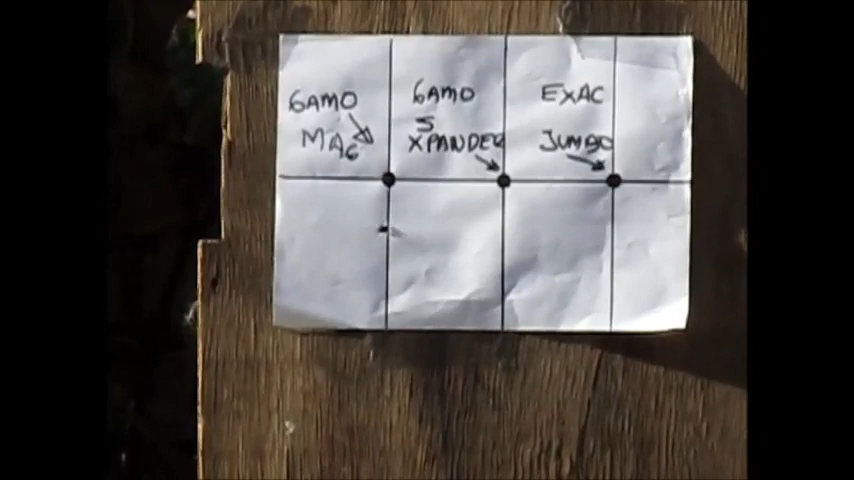 GAMO
MAG
GAMO
S
XPANDER
EXAC
JUMBO